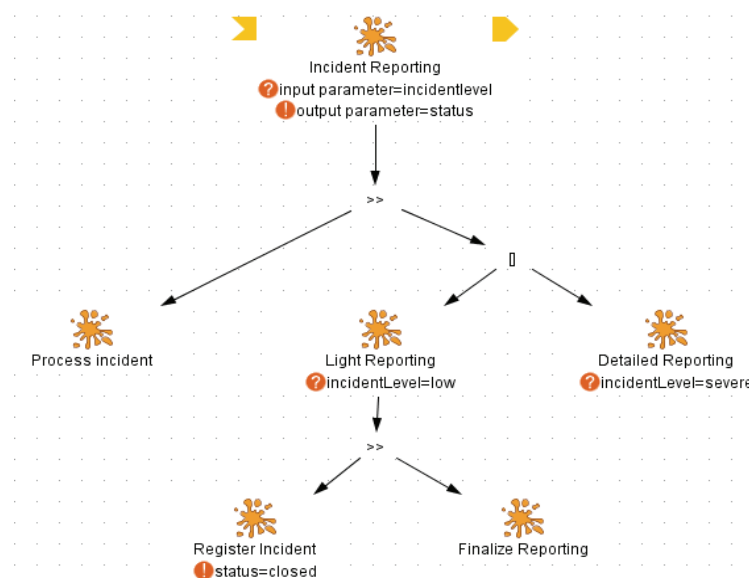 Incident Reporting
? input parameter=incidentlevel
! output parameter=status
>>
[]
Process incident
Light Reporting
? incidentLevel=low
Detailed Reporting
? incidentLevel=severe
>>
Register Incident
! status=closed
Finalize Reporting